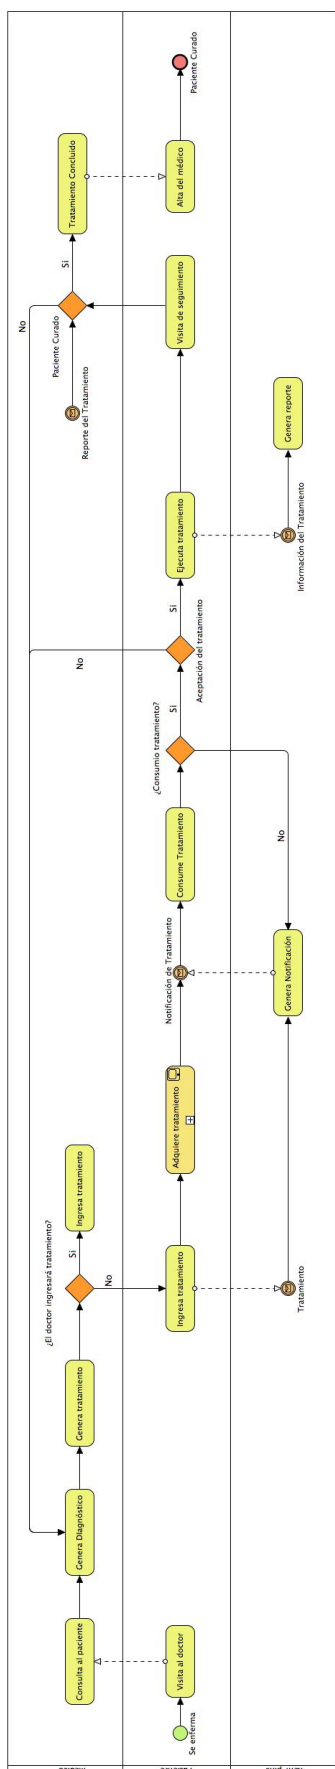 Se enferma
Visita al doctor
Consulta al paciente
Genera Diagnóstico
Genera tratamiento
¿El doctor ingresará tratamiento?
Si
Ingresa tratamiento
No
Ingresa tratamiento
Tratamiento
Adquiere tratamiento
Notificación de Tratamiento
Genera Notificación
Consume Tratamiento
¿Consumio tratamiento?
No
Si
Aceptación del tratamiento
No
Si
Ejecuta tratamiento
Información del Tratamiento
Genera reporte
Visita de seguimiento
Reporte del Tratamiento
Paciente Curado
No
Si
Tratamiento Concluido
Alta del médico
Paciente Curado